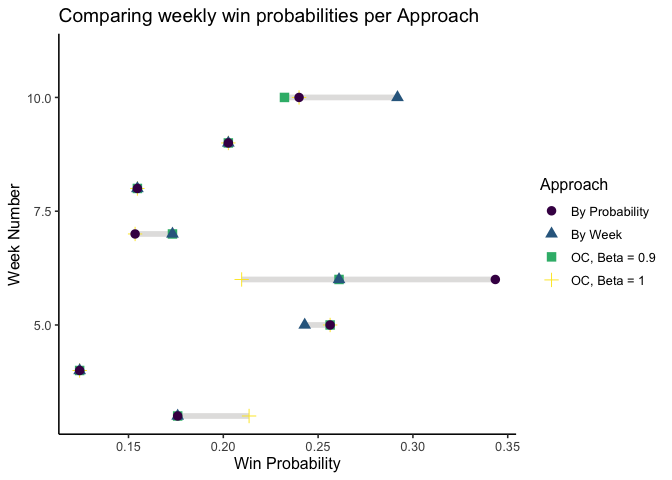 Comparing weekly win probabilities per Approach
Week Number
10.0
7.5
5.0
0.15 0.20 0.25 0.30 0.35
Win Probability
Approach
By Probability
By Week
OC, Beta = 0.9
OC, Beta = 1